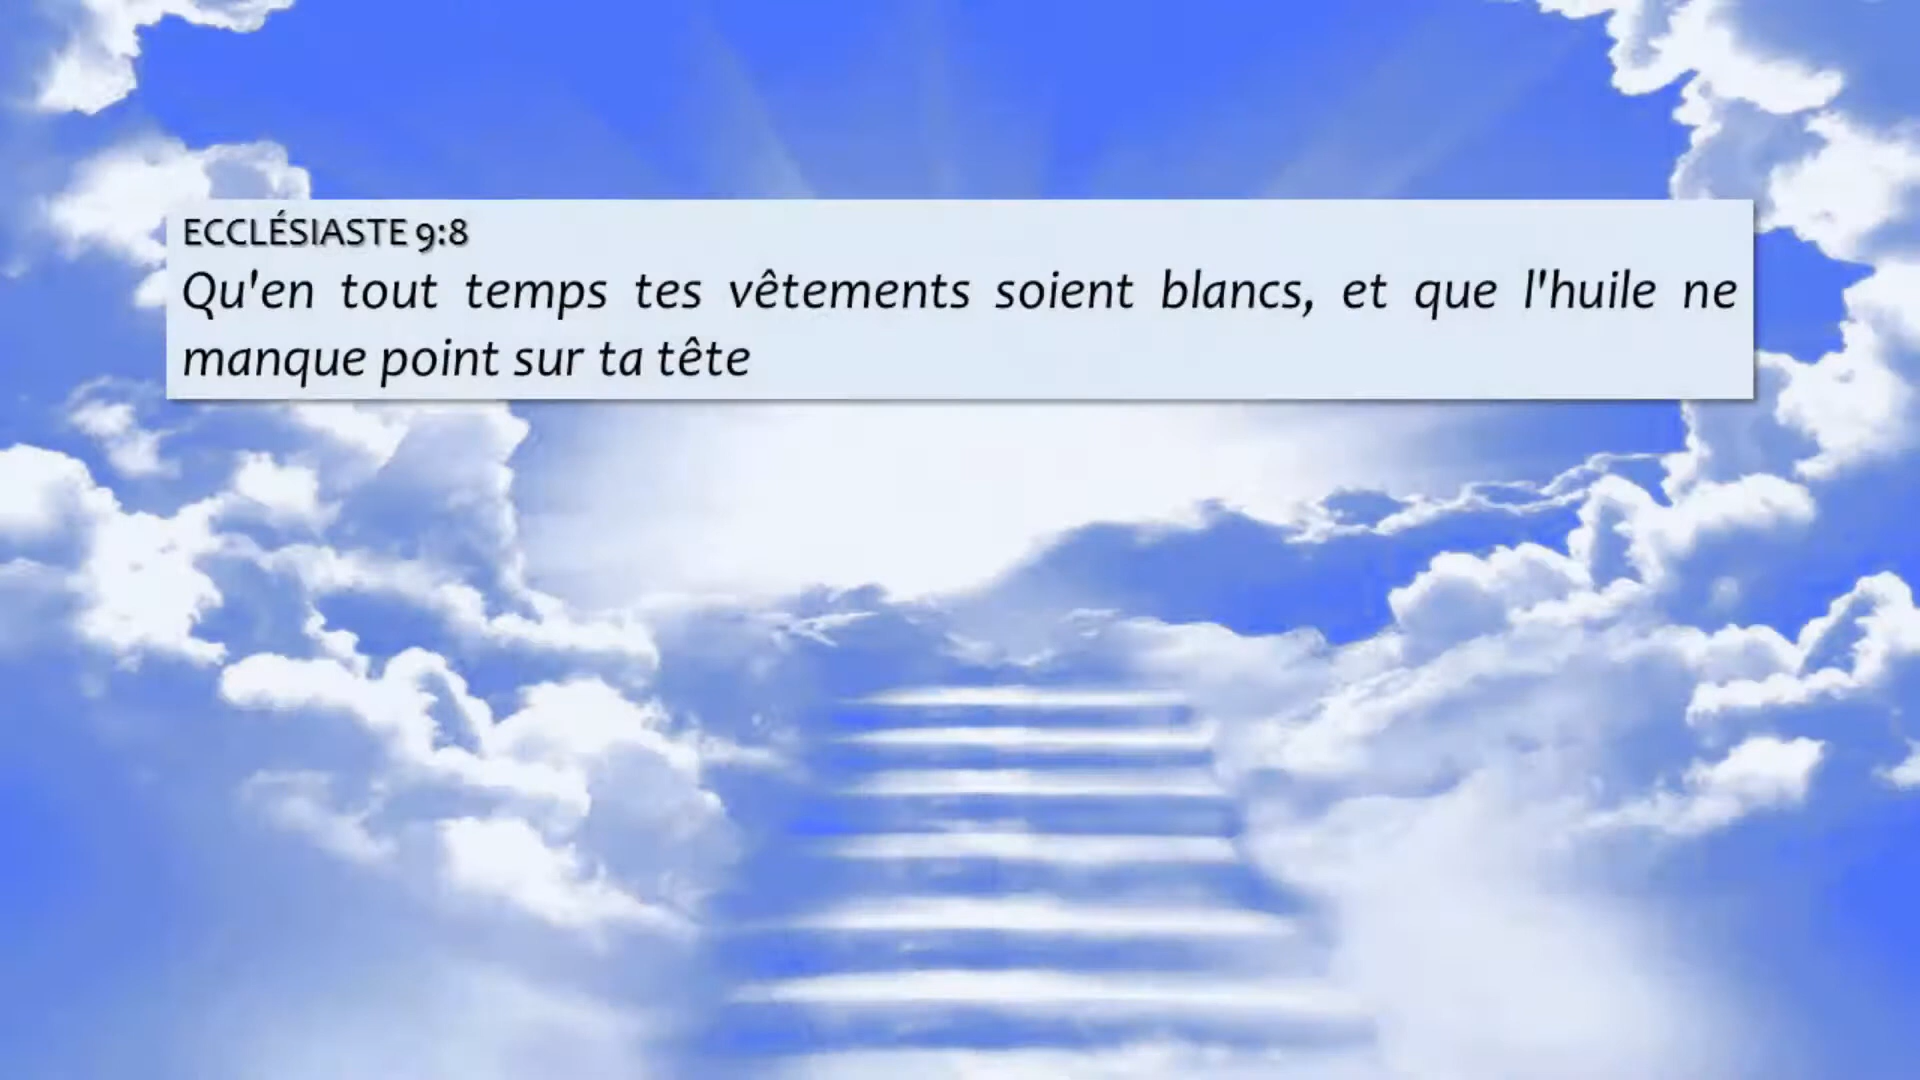 ECCLÉSIASTE 9:8
Qu'en tout temps tes vêtements soient blancs, et que l'huile ne
manque point sur ta tête